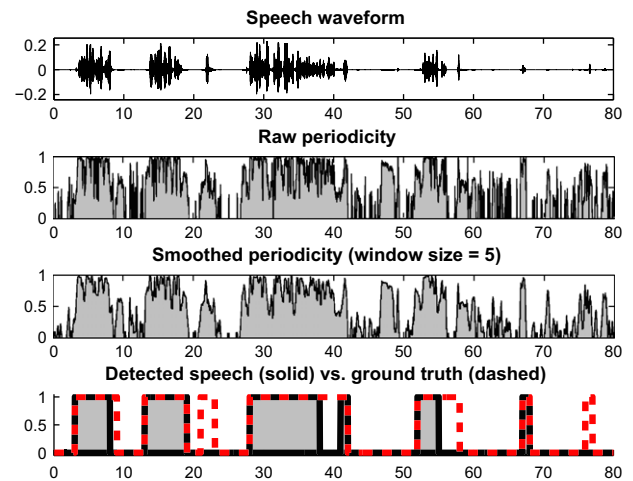 Speech waveform
0.2
0
−0.2
0 10 20 30 40 50 60 70 80
Raw periodicity
1
0.5
0
0 10 20 30 40 50 60 70 80
Smoothed periodicity (window size = 5)
1
0.5
0
0 10 20 30 40 50 60 70 80
Detected speech (solid) vs. ground truth (dashed)
1
0.5
0
0 10 20 30 40 50 60 70 80